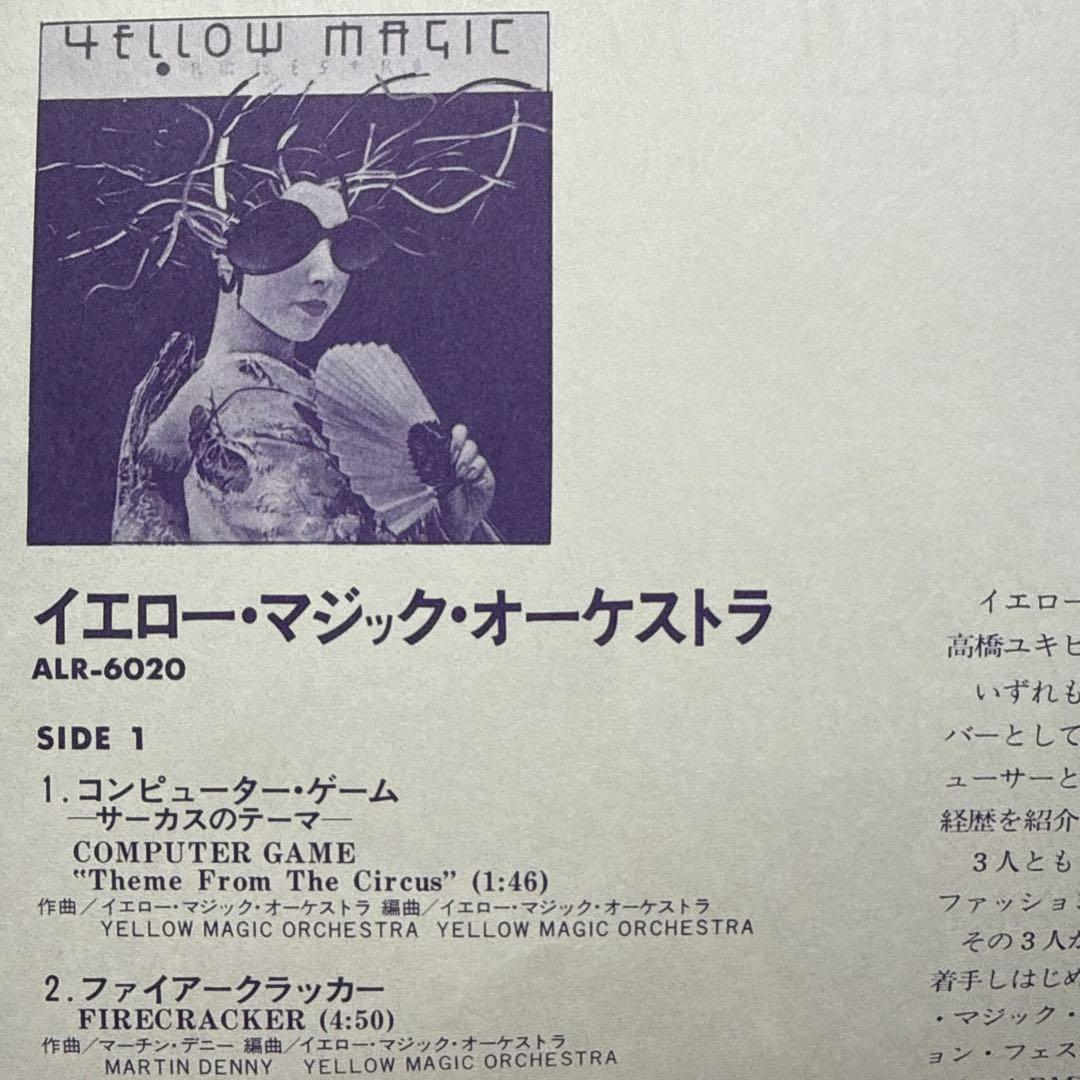 YELLOW MAGIC
ORCHESTRA
イエロー・マジック・オーケストラ
ALR-6020
SIDE 1
1.コンピューター・ゲーム
—サーカスのテーマ—
COMPUTER GAME
“Theme From The Circus” (1:46)
作曲／イエロー・マジック・オーケストラ 編曲／イエロー・マジック・オーケストラ
YELLOW MAGIC ORCHESTRA YELLOW MAGIC ORCHESTRA
2.ファイアークラッカー
FIRECRACKER (4:50)
作曲／マーチン・デニー 編曲／イエロー・マジック・オーケストラ
MARTIN DENNY YELLOW MAGIC ORCHESTRA
イエロー
高橋ユキヒ
いずれも
バーとして
ューサーと
経歴を紹介
3人とも
ファッション
その3人が
着手しはじめ
・マジック・
ョン・フェス